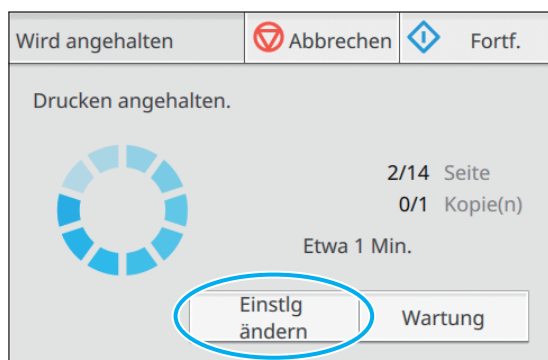 Wird angehalten
Abbrechen
Fortf.
Drucken angehalten.
2/14 Seite
0/1 Kopie(n)
Etwa 1 Min.
Einstlg
ändern
Wartung